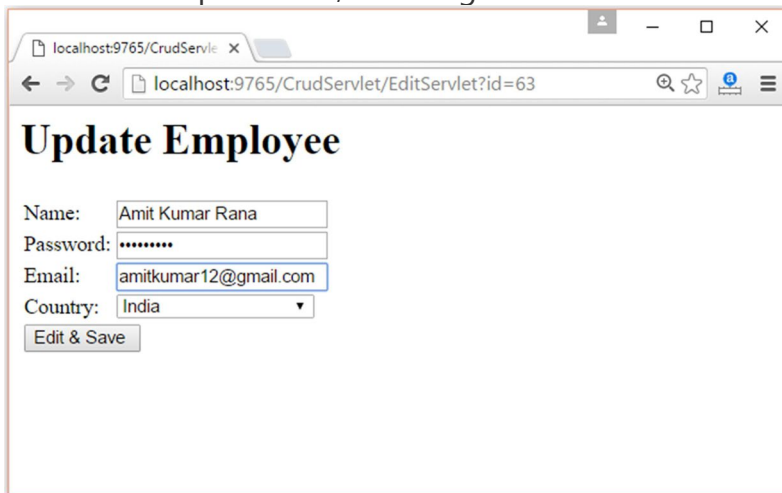 localhost:9765/CrudServle
localhost:9765/CrudServlet/EditServlet?id=63
Update Employee
Name: Amit Kumar Rana
Password: •••••••••
Email: amitkumar12@gmail.com
Country: India
Edit & Save